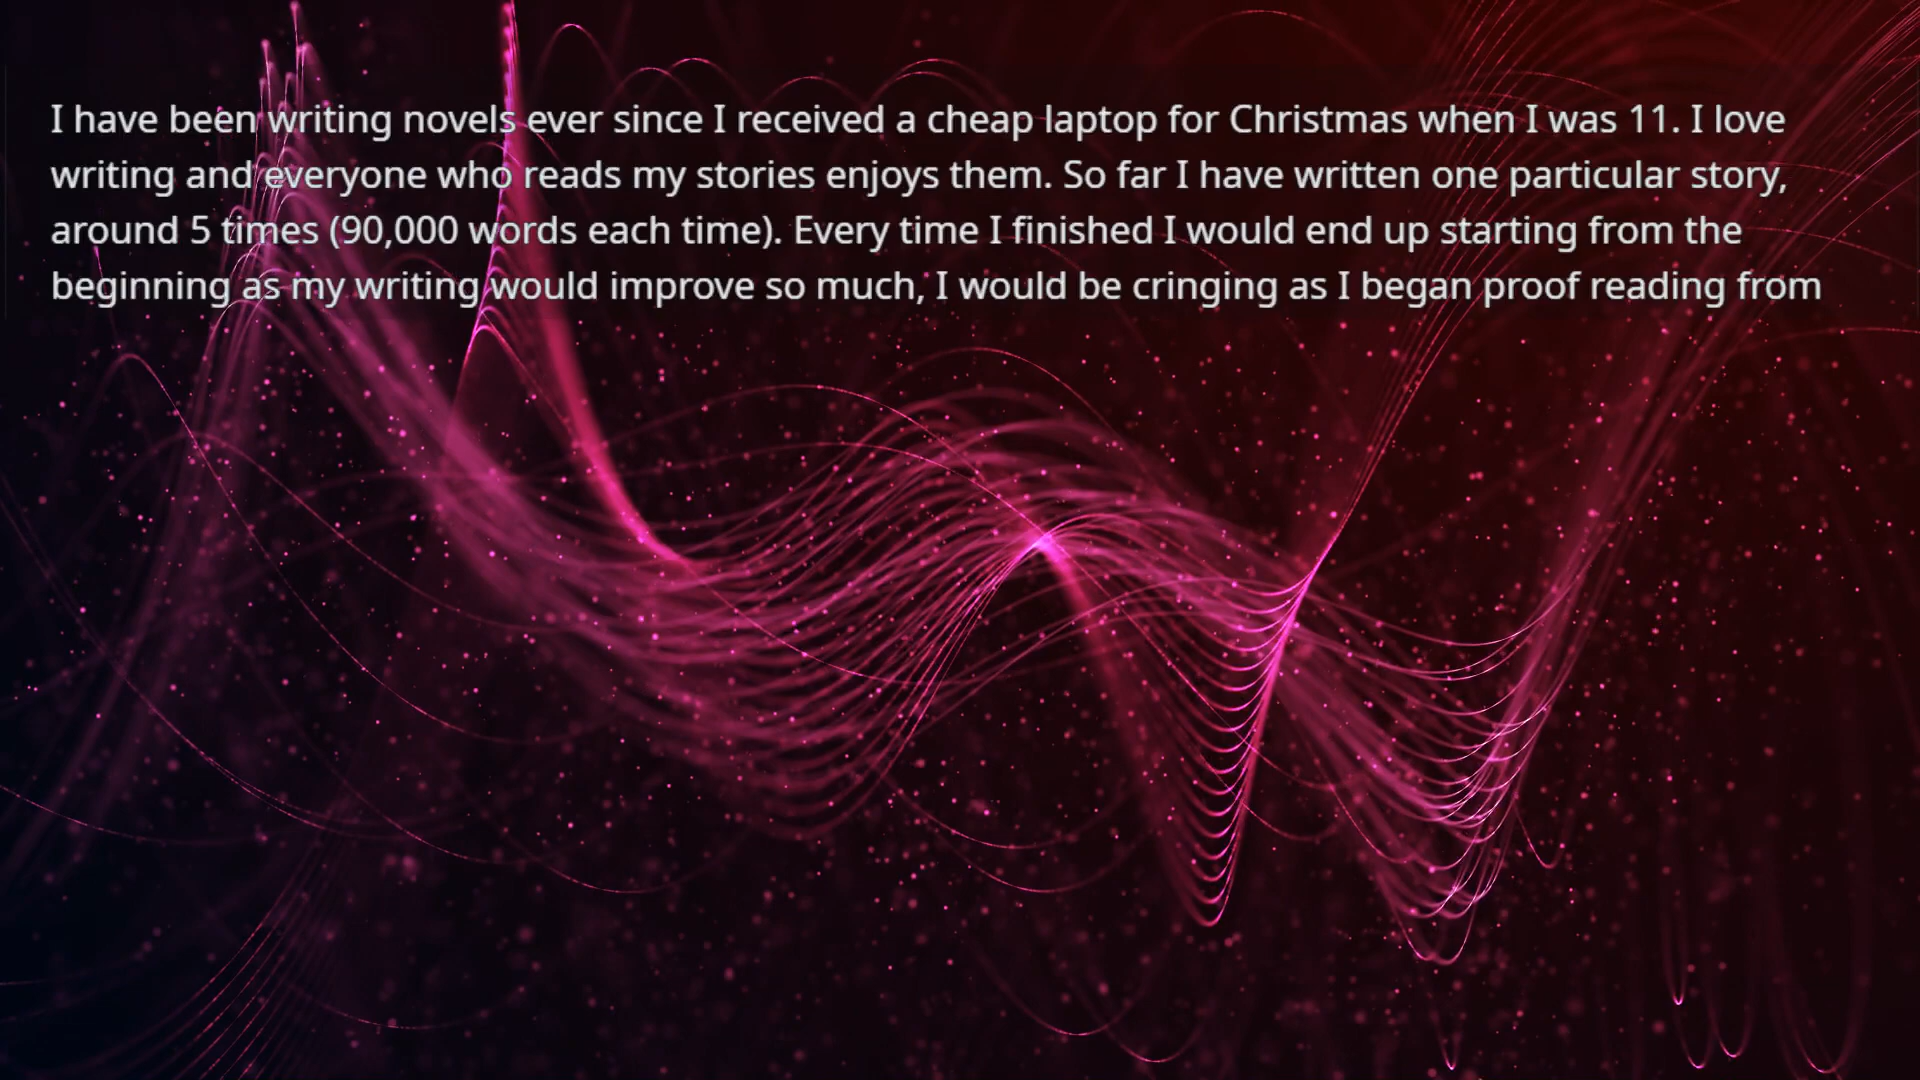 I have been writing novels ever since I received a cheap laptop for Christmas when I was 11. I love
writing and everyone who reads my stories enjoys them. So far I have written one particular story,
around 5 times (90,000 words each time). Every time I finished I would end up starting from the
beginning as my writing would improve so much, I would be cringing as I began proof reading from